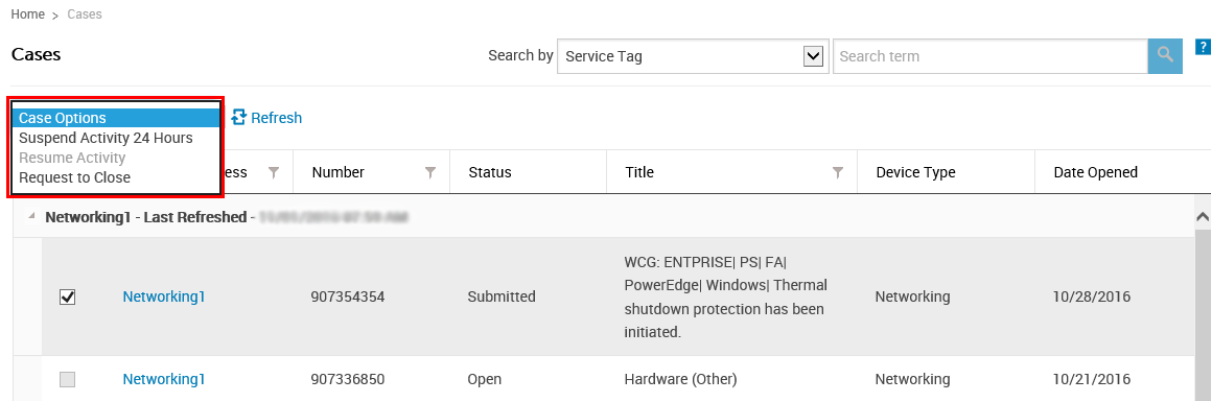 Home > Cases
Cases
Search by Service Tag Search term ?
Case Options
Suspend Activity 24 Hours
Resume Activity
Request to Close
Refresh
ess Number Status Title Device Type Date Opened
Networking1 - Last Refreshed -
WCG: ENTPRISE| PS| FA|
PowerEdge| Windows| Thermal
shutdown protection has been
initiated.
Networking1 907354354 Submitted Networking 10/28/2016
Networking1 907336850 Open Hardware (Other) Networking 10/21/2016